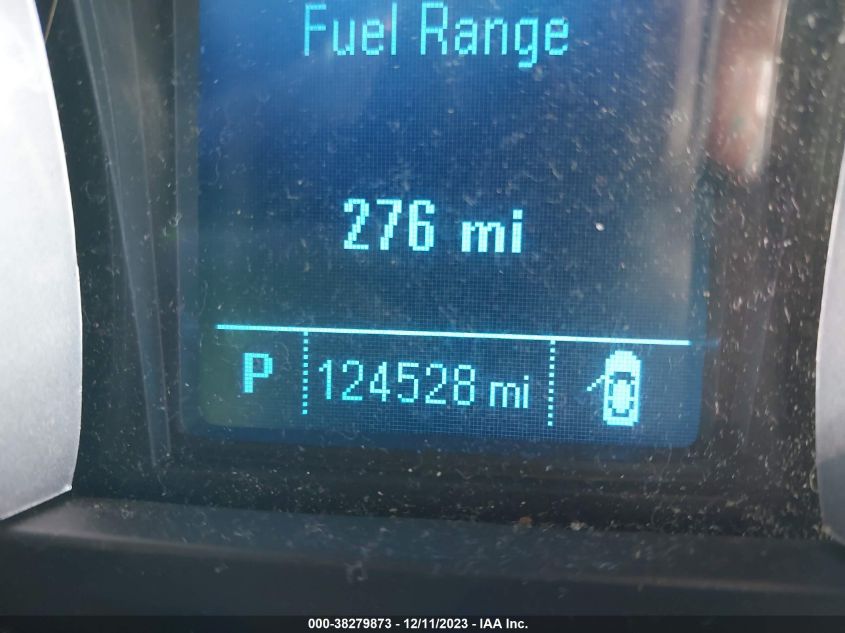 Fuel Range
276 mi
P 124528 mi
000-38279873 - 12/11/2023 - IAA Inc.